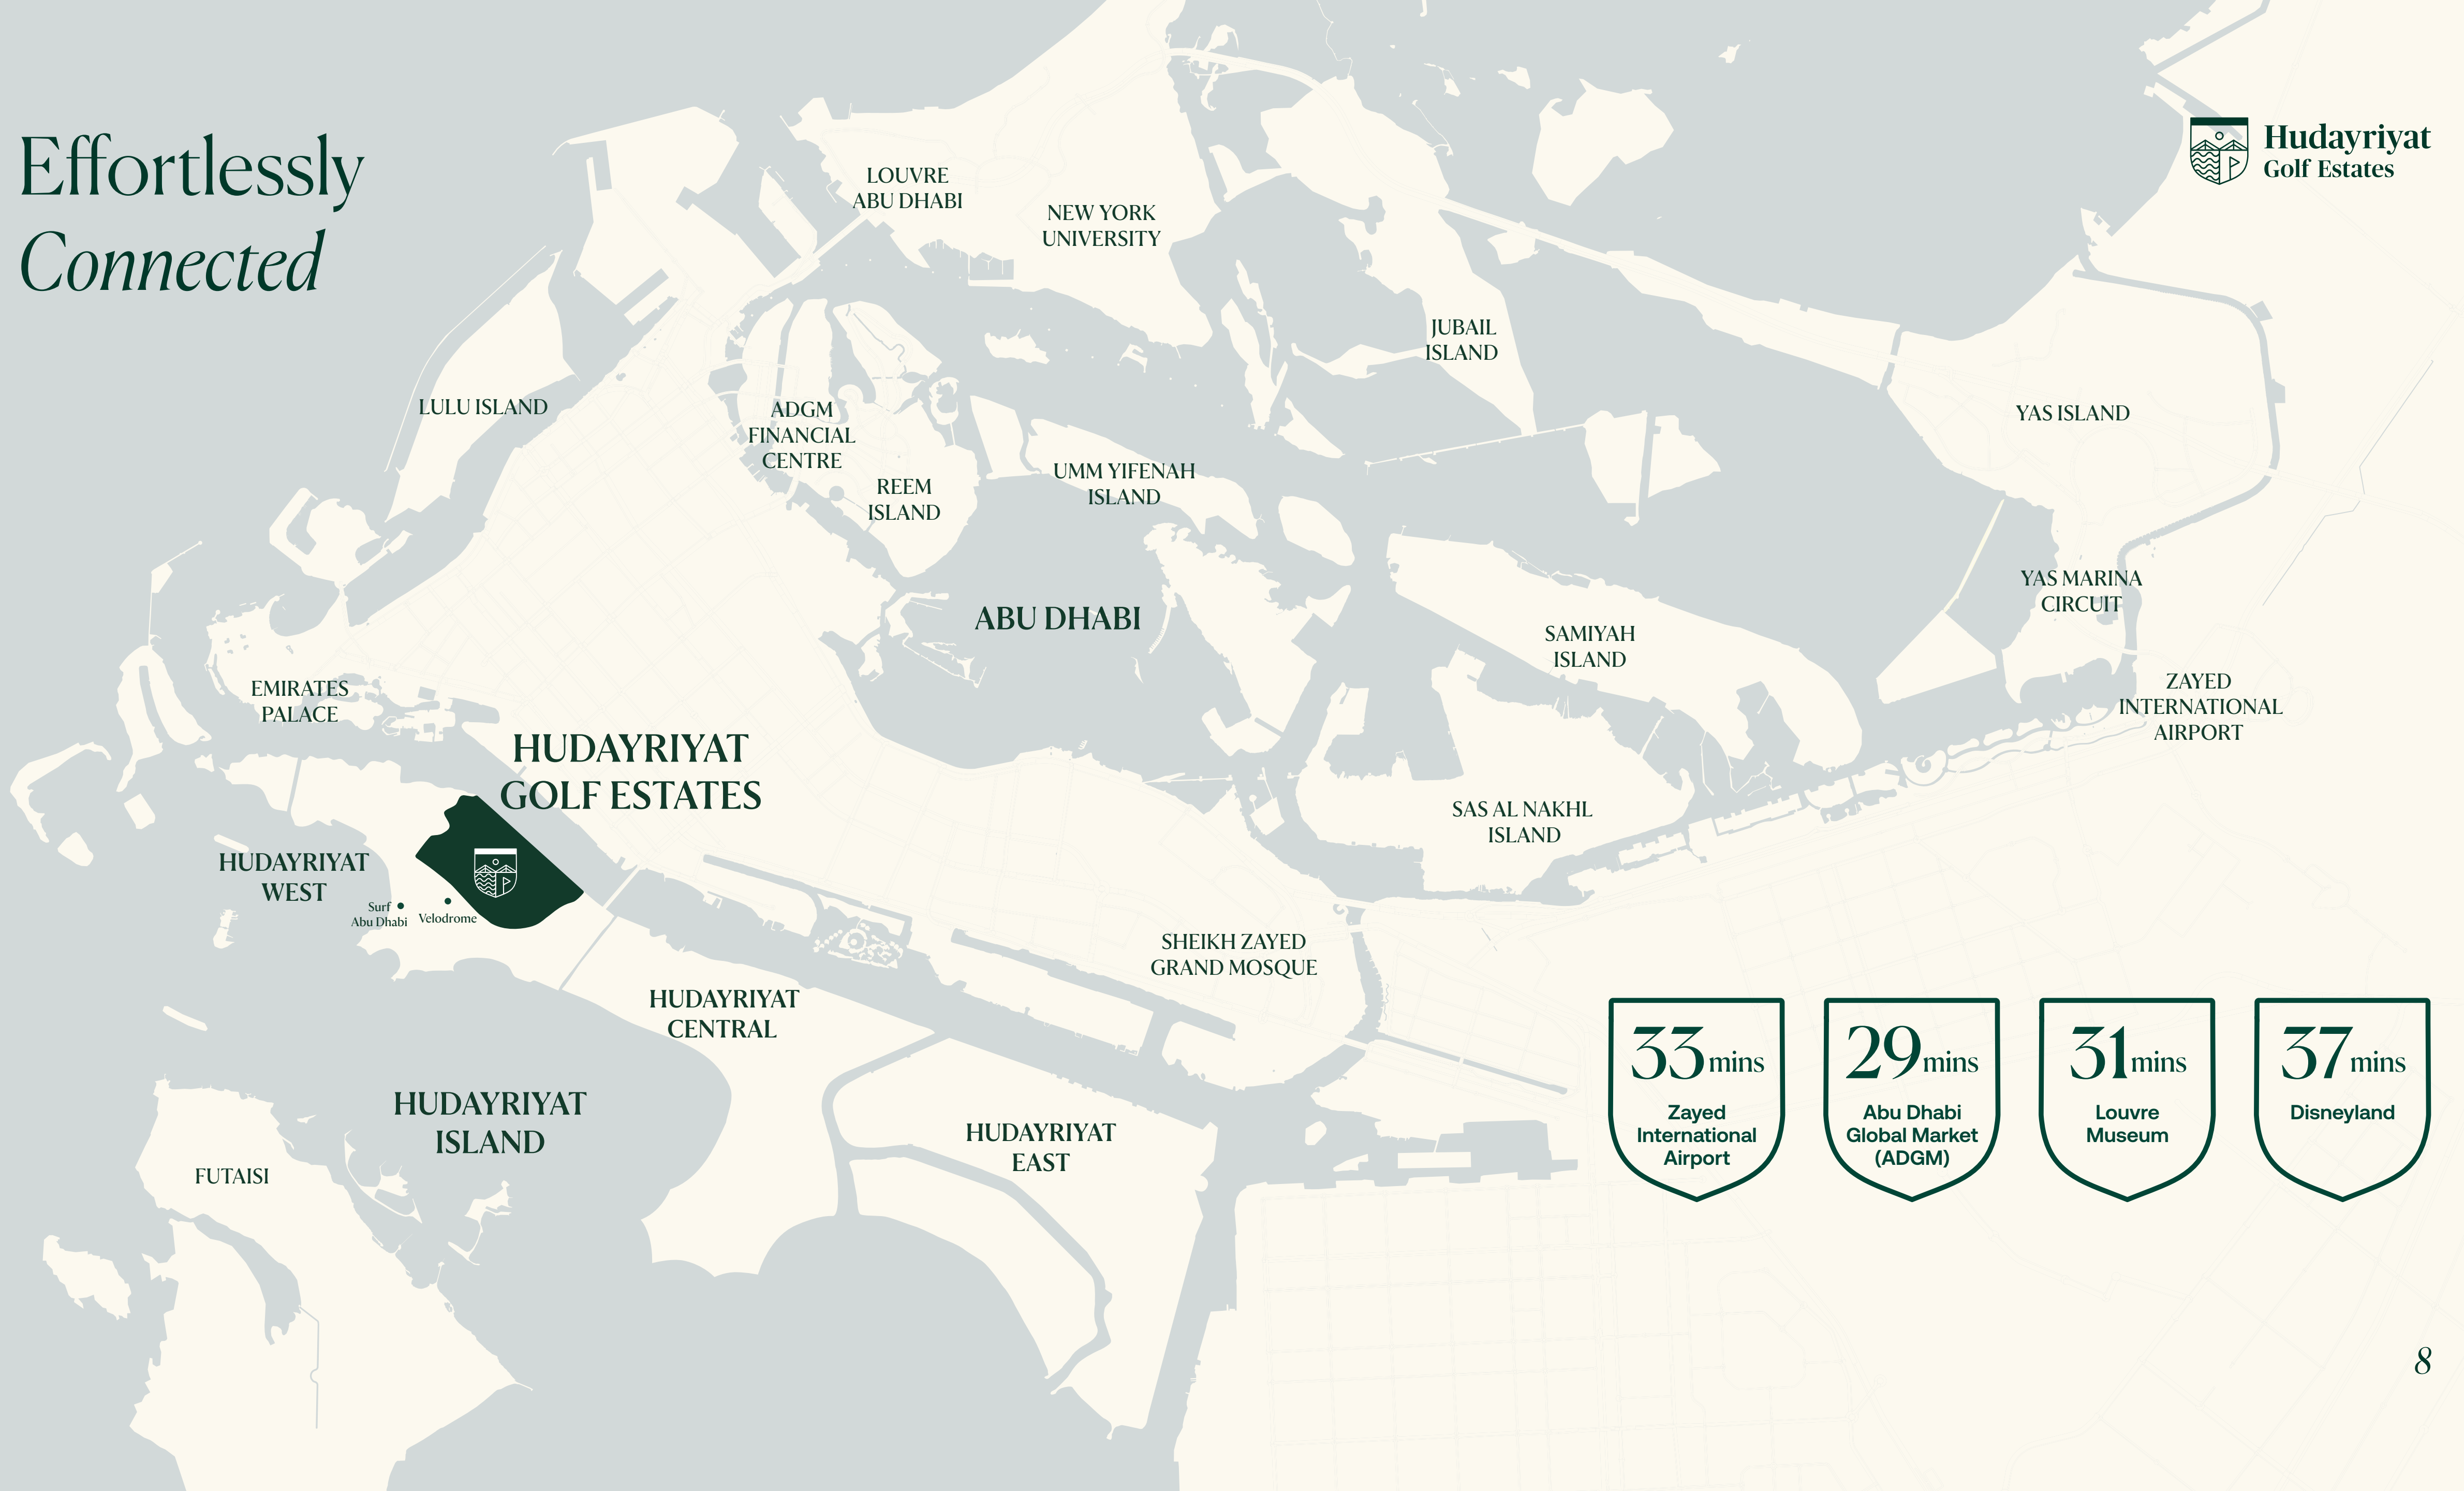 Effortlessly
Connected
Hudayriyat
Golf Estates
LOUVRE
ABU DHABI
NEW YORK
UNIVERSITY
JUBAIL
ISLAND
LULU ISLAND
ADGM
FINANCIAL
CENTRE
YAS ISLAND
UMM YIFENAH
ISLAND
REEM
ISLAND
YAS MARINA
CIRCUIT
ABU DHABI
SAMIYAH
ISLAND
EMIRATES
PALACE
ZAYED
INTERNATIONAL
AIRPORT
HUDAYRIYAT
GOLF ESTATES
SAS AL NAKHL
ISLAND
HUDAYRIYAT
WEST
Surf
Abu Dhabi
Velodrome
SHEIKH ZAYED
GRAND MOSQUE
HUDAYRIYAT
CENTRAL
HUDAYRIYAT
ISLAND
HUDAYRIYAT
EAST
FUTAISI
33 mins
Zayed
International
Airport
29 mins
Abu Dhabi
Global Market
(ADGM)
31 mins
Louvre
Museum
37 mins
Disneyland
8